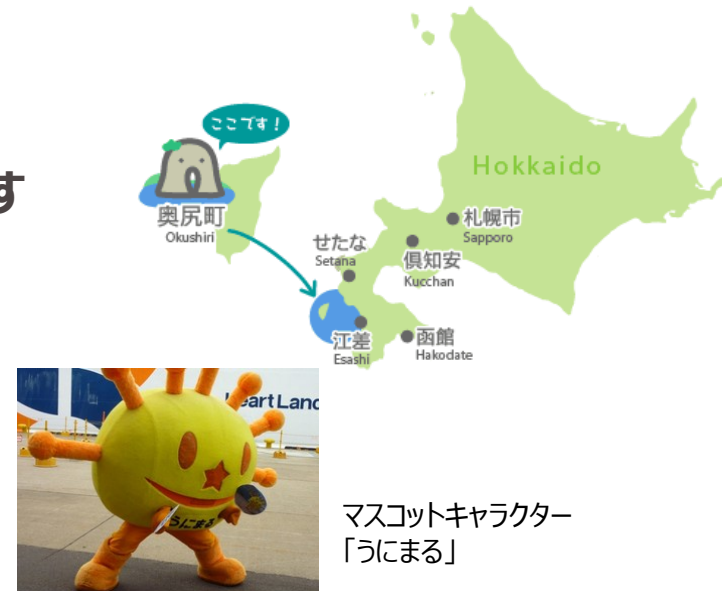 ここです！
す
Hokkaido
奥尻町
Okushiri
札幌市
Sapporo
せたな
Setana
倶知安
Kucchan
江差
Esashi
函館
Hakodate
Heart Land
うにまる
マスコットキャラクター
「うにまる」